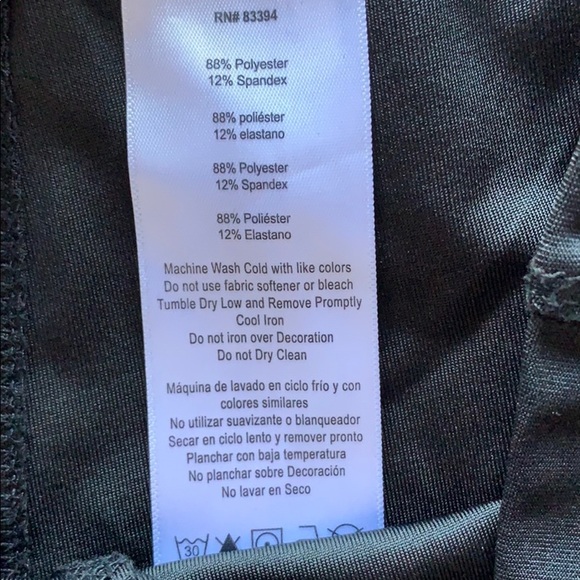 RN# 83394
88% Polyester
12% Spandex
88% poliéster
12% elastano
88% Polyester
12% Spandex
88% Poliéster
12% Elastano
Machine Wash Cold with like colors
Do not use fabric softener or bleach
Tumble Dry Low and Remove Promptly
Cool Iron
Do not iron over Decoration
Do not Dry Clean
Máquina de lavado en ciclo frío y con
colores similares
No utilizar suavizante o blanqueador
Secar en ciclo lento y remover pronto
Planchar con baja temperatura
No planchar sobre Decoración
No lavar en Seco
30